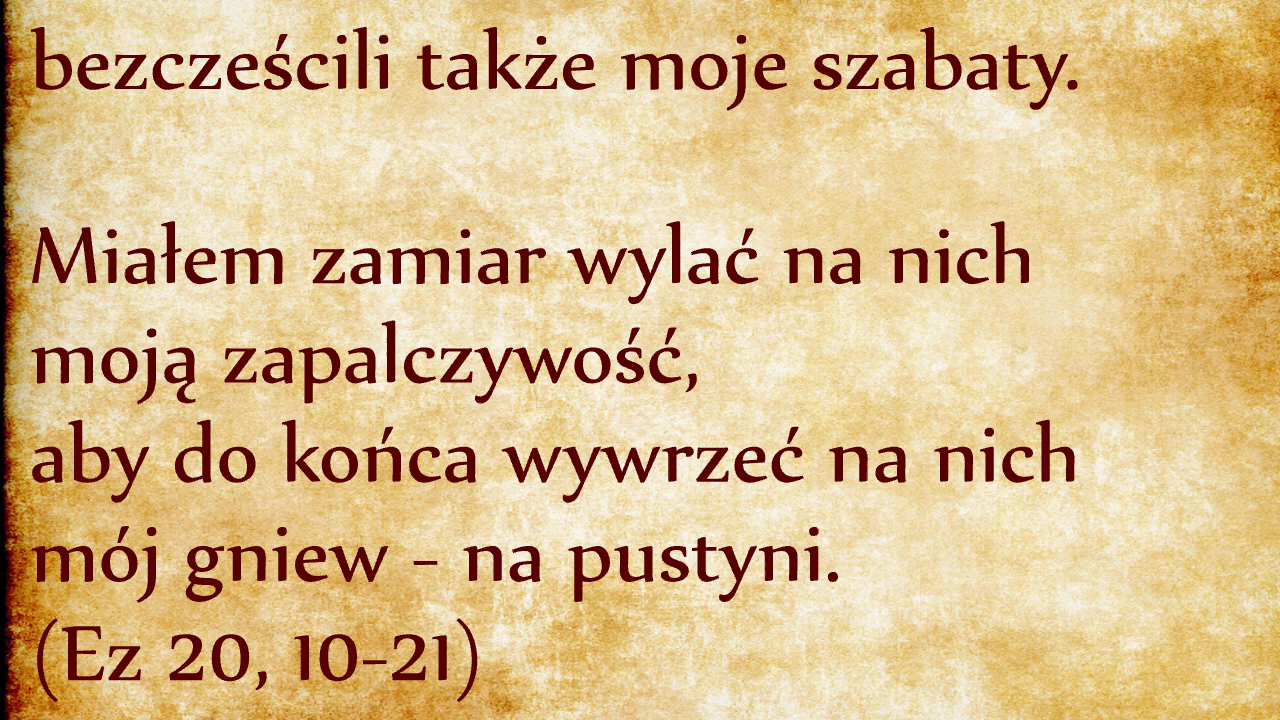 bezcześcili także moje szabaty.
Miałem zamiar wylać na nich
moją zapalczywość,
aby do końca wywrzeć na nich
mój gniew - na pustyni.
(Ez 20, 10-21)